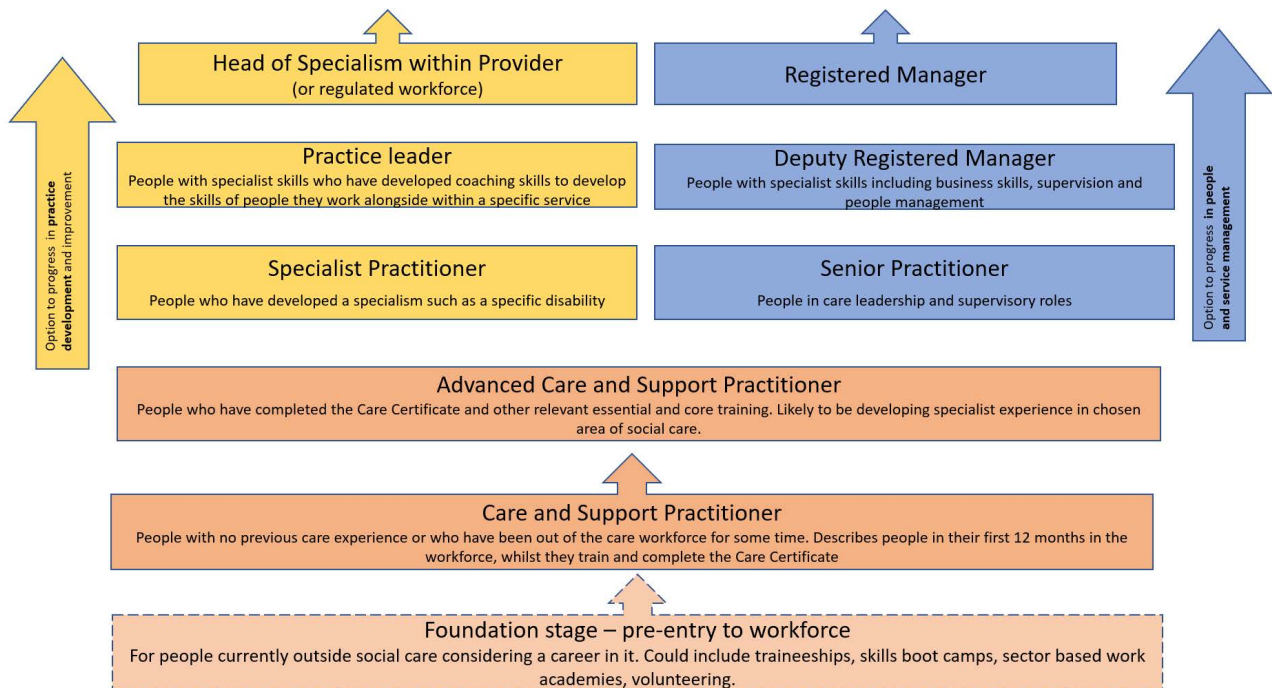 Head of Specialism within Provider
(or regulated workforce)
Registered Manager
Practice leader
People with specialist skills who have developed coaching skills to develop
the skills of people they work alongside within a specific service
Deputy Registered Manager
People with specialist skills including business skills, supervision and
people management
Option to progress in practice
development and improvement
Specialist Practitioner
People who have developed a specialism such as a specific disability
Senior Practitioner
People in care leadership and supervisory roles
Option to progress in people
and service management
Advanced Care and Support Practitioner
People who have completed the Care Certificate and other relevant essential and core training. Likely to be developing specialist experience in chosen
area of social care.
Care and Support Practitioner
People with no previous care experience or who have been out of the care workforce for some time. Describes people in their first 12 months in the
workforce, whilst they train and complete the Care Certificate
Foundation stage – pre-entry to workforce
For people currently outside social care considering a career in it. Could include traineeships, skills boot camps, sector based work
academies, volunteering.